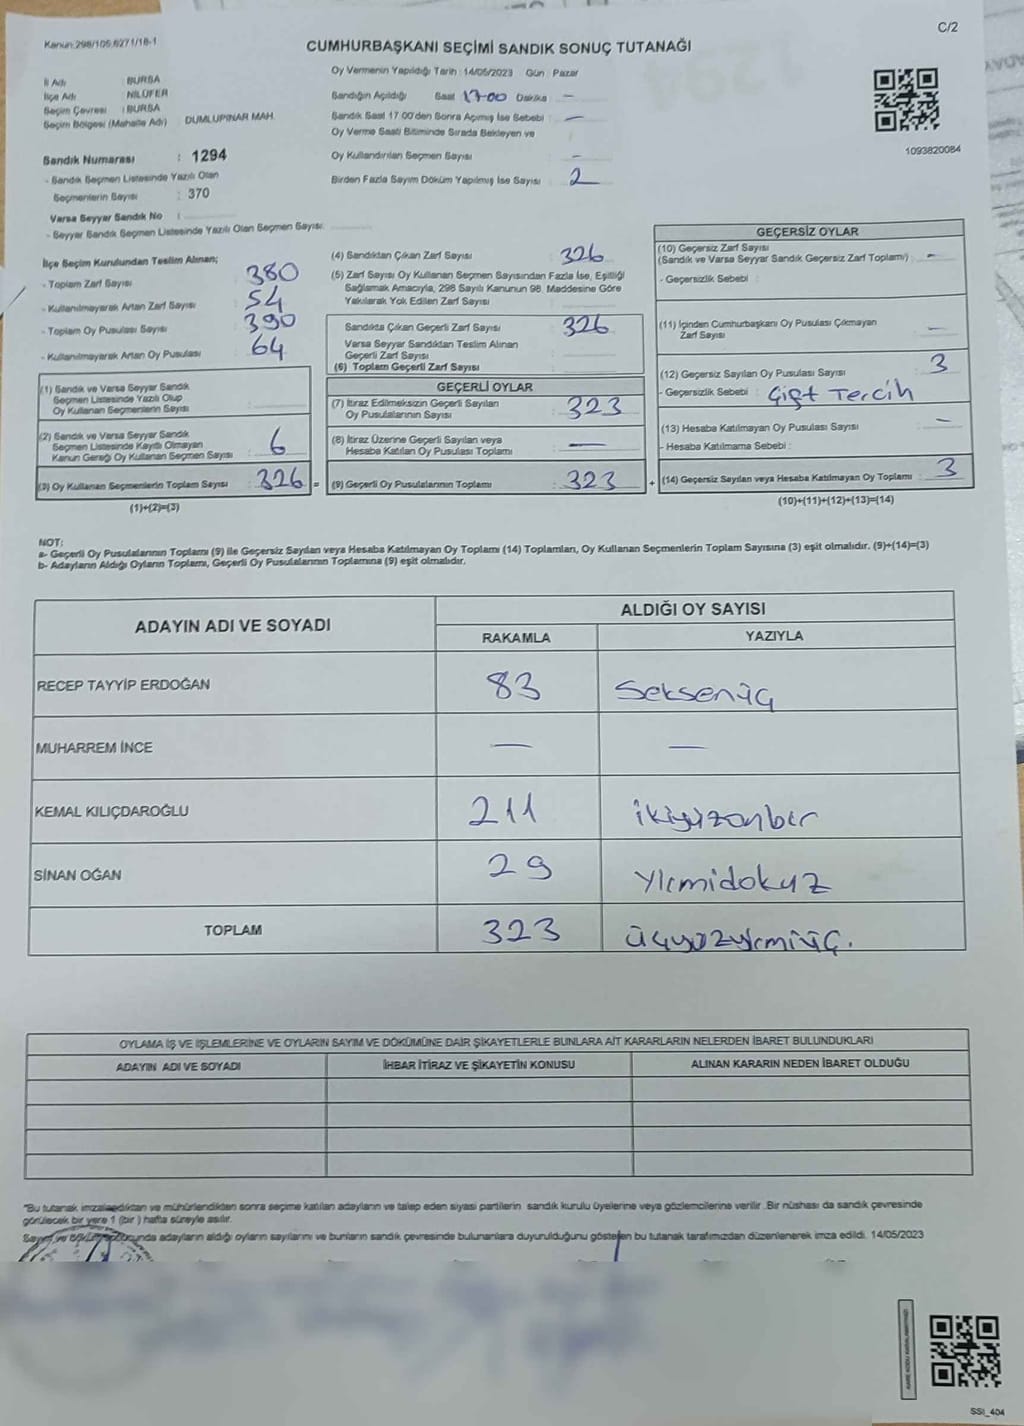 Kanun:298/105,6271/18-1
C/2
CUMHURBAŞKANI SEÇİMİ SANDIK SONUÇ TUTANAĞI
İl Adı : BURSA
İlçe Adı : NİLÜFER
Seçim Çevresi : BURSA
Seçim Bölgesi (Mahalle Adı) DUMLUPINAR MAH.
Sandık Numarası : 1294
- Sandık Seçmen Listesinde Yazılı Olan
Seçmenlerin Sayısı : 370
Varsa Seyyar Sandık No :
- Seyyar Sandık Seçmen Listesinde Yazılı Olan Seçmen Sayısı:
Oy Vermenin Yapıldığı Tarih : 14/05/2023 Gün : Pazar
Sandığın Açıldığı Saat 17:00 Dakika –
Sandık Saat 17 00'den Sonra Açılmış İse Sebebi : –
Oy Verme Saati Bitiminde Sırada Bekleyen ve
Oy Kullandırılan Seçmen Sayısı : –
Birden Fazla Sayım Döküm Yapılmış İse Sayısı : 2
1093820084
İlçe Seçim Kurulundan Teslim Alınan;
- Toplam Zarf Sayısı : 380
- Kullanılmayarak Artan Zarf Sayısı : 54
- Toplam Oy Pusulası Sayısı : 390
- Kullanılmayarak Artan Oy Pusulası : 64
(1) Sandık ve Varsa Seyyar Sandık
Seçmen Listesinde Yazılı Olup
Oy Kullanan Seçmenlerin Sayısı :
(2) Sandık ve Varsa Seyyar Sandık
Seçmen Listesinde Kayıtlı Olmayan
Kanun Gereği Oy Kullanan Seçmen Sayısı : 6
(3) Oy Kullanan Seçmenlerin Toplam Sayısı : 326 =
(1)+(2)=(3)
(4) Sandıktan Çıkan Zarf Sayısı : 326
(5) Zarf Sayısı Oy Kullanan Seçmen Sayısından Fazla İse, Eşitliği
Sağlamak Amacıyla, 298 Sayılı Kanunun 98. Maddesine Göre
Yakılarak Yok Edilen Zarf Sayısı :
Sandıkta Çıkan Geçerli Zarf Sayısı : 326
Varsa Seyyar Sandıktan Teslim Alınan
Geçerli Zarf Sayısı :
(6) Toplam Geçerli Zarf Sayısı :
GEÇERLİ OYLAR
(7) İtiraz Edilmeksizin Geçerli Sayılan
Oy Pusulalarının Sayısı : 323
(8) İtiraz Üzerine Geçerli Sayılan veya
Hesaba Katılan Oy Pusulası Toplamı : —
(9) Geçerli Oy Pusulalarının Toplamı : 323 +
GEÇERSİZ OYLAR
(10) Geçersiz Zarf Sayısı
(Sandık ve Varsa Seyyar Sandık Geçersiz Zarf Toplamı) : –
- Geçersizlik Sebebi :
(11) İçinden Cumhurbaşkanı Oy Pusulası Çıkmayan
Zarf Sayısı : –
(12) Geçersiz Sayılan Oy Pusulası Sayısı : 3
- Geçersizlik Sebebi : Çift Tercih
(13) Hesaba Katılmayan Oy Pusulası Sayısı : –
- Hesaba Katılmama Sebebi :
(14) Geçersiz Sayılan veya Hesaba Katılmayan Oy Toplamı : 3
(10)+(11)+(12)+(13)=(14)
NOT:
a- Geçerli Oy Pusulalarının Toplamı (9) ile Geçersiz Sayılan veya Hesaba Katılmayan Oy Toplamı (14) Toplamları, Oy Kullanan Seçmenlerin Toplam Sayısına (3) eşit olmalıdır. (9)+(14)=(3)
b- Adayların Aldığı Oyların Toplamı, Geçerli Oy Pusulalarının Toplamına (9) eşit olmalıdır.
ADAYIN ADI VE SOYADI
ALDIĞI OY SAYISI
RAKAMLA YAZIYLA
RECEP TAYYİP ERDOĞAN 83 Seksenüç
MUHARREM İNCE — —
KEMAL KILIÇDAROĞLU 211 ikiyüzonbir
SİNAN OĞAN 29 Yirmidokuz
TOPLAM 323 üçyüzyirmiüç.
OYLAMA İŞ VE İŞLEMLERİNE VE OYLARIN SAYIM VE DÖKÜMÜNE DAİR ŞİKAYETLERLE BUNLARA AİT KARARLARIN NELERDEN İBARET BULUNDUKLARI
ADAYIN ADI VE SOYADI İHBAR İTİRAZ VE ŞİKAYETİN KONUSU ALINAN KARARIN NEDEN İBARET OLDUĞU
"Bu tutanak imzalandıktan ve mühürlendikten sonra seçime katılan adayların ve talep eden siyasi partilerin sandık kurulu üyelerine veya gözlemcilerine verilir. Bir nüshası da sandık çevresinde
görülecek bir yere 1 (bir ) hafta süreyle asılır.
Sayım ve adayların aldığı oyların sayılarını ve bunların sandık çevresinde bulunanlara duyurulduğunu gösteren bu tutanak tarafımızdan düzenlenerek imza edildi. 14/05/2023
SSI_404